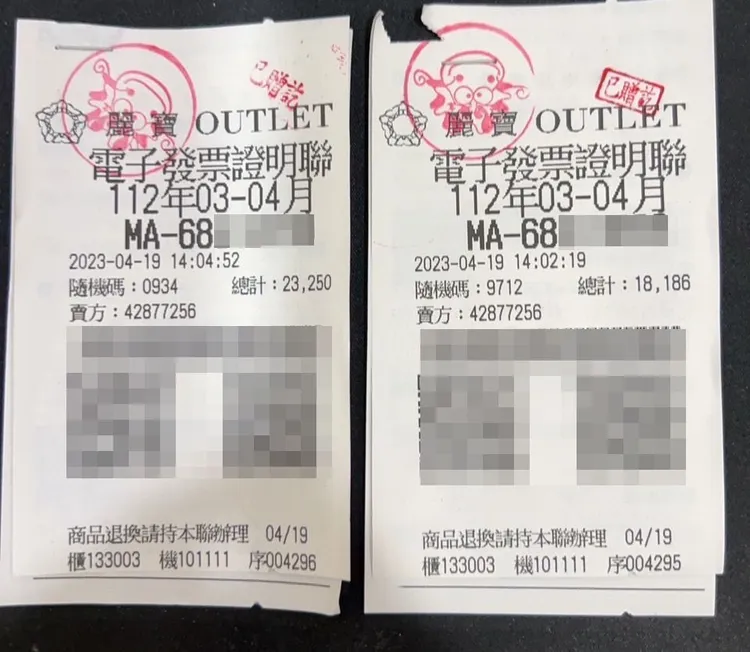 已贈訖
麗寶 OUTLET
電子發票證明聯
112年03-04月
MA-68
2023-04-19 14:04:52
隨機碼：0934 總計：23,250
賣方：42877256
商品退換請持本聯辦理 04/19
櫃133003 機101111 序004296
已贈訖
麗寶 OUTLET
電子發票證明聯
112年03-04月
MA-68
2023-04-19 14:02:19
隨機碼：9712 總計：18,186
賣方：42877256
商品退換請持本聯辦理 04/19
櫃133003 機101111 序004295